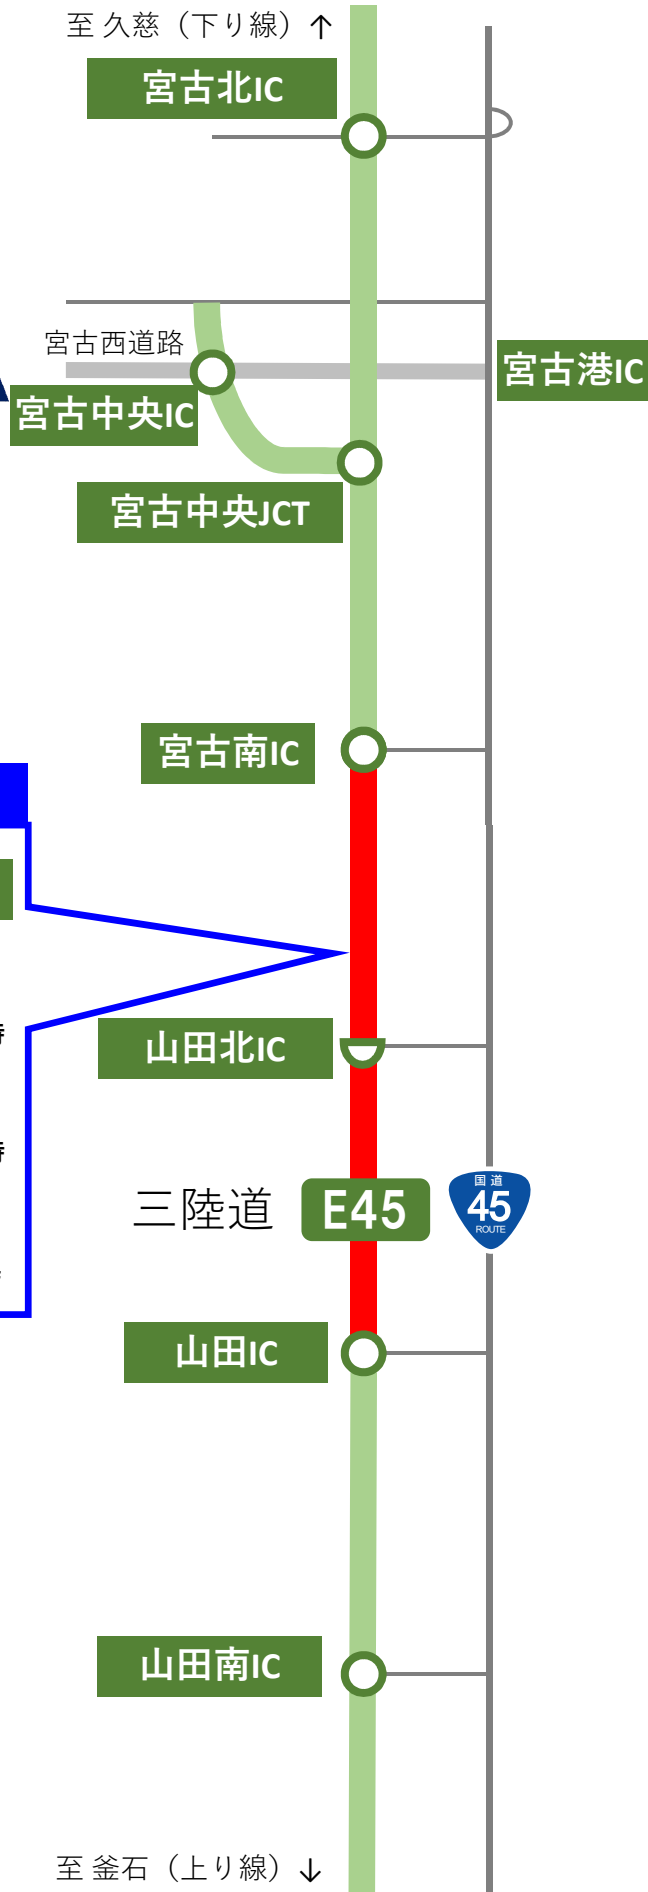 至 久慈（下り線）↑
宮古北IC
宮古西道路
宮古港IC
宮古中央IC
宮古中央JCT
宮古南IC
山田北IC
三陸道
E45
国道
45
ROUTE
山田IC
山田南IC
至 釜石（上り線）↓